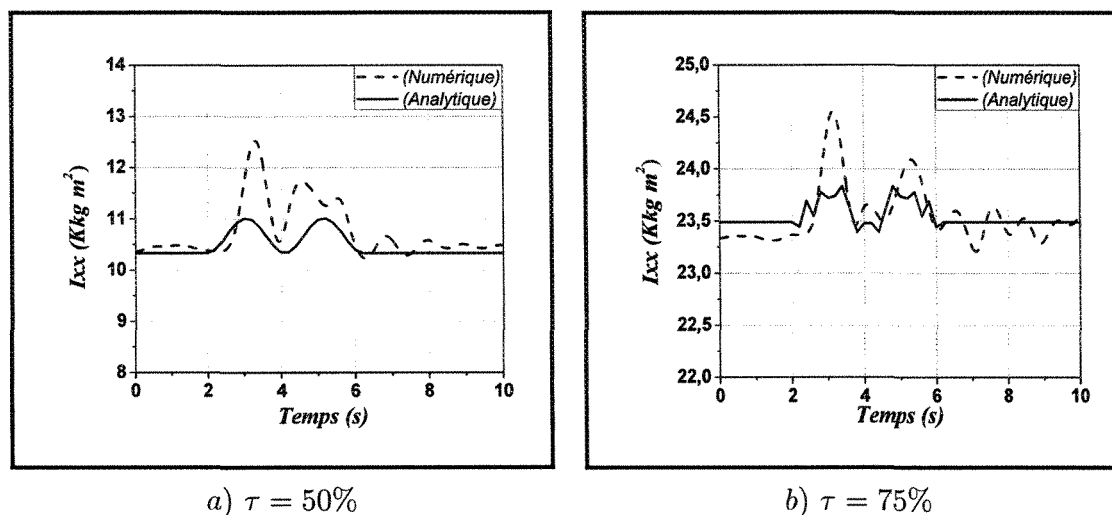 14
13
12
11
10
9
8
Ixx (Kkg m²)
(Numérique)
(Analytique)
0 2 4 6 8 10
Temps (s)
25,0
24,5
24,0
23,5
23,0
22,5
22,0
Ixx (Kkg m²)
(Numérique)
(Analytique)
0 2 4 6 8 10
Temps (s)
a) τ = 50%
b) τ = 75%